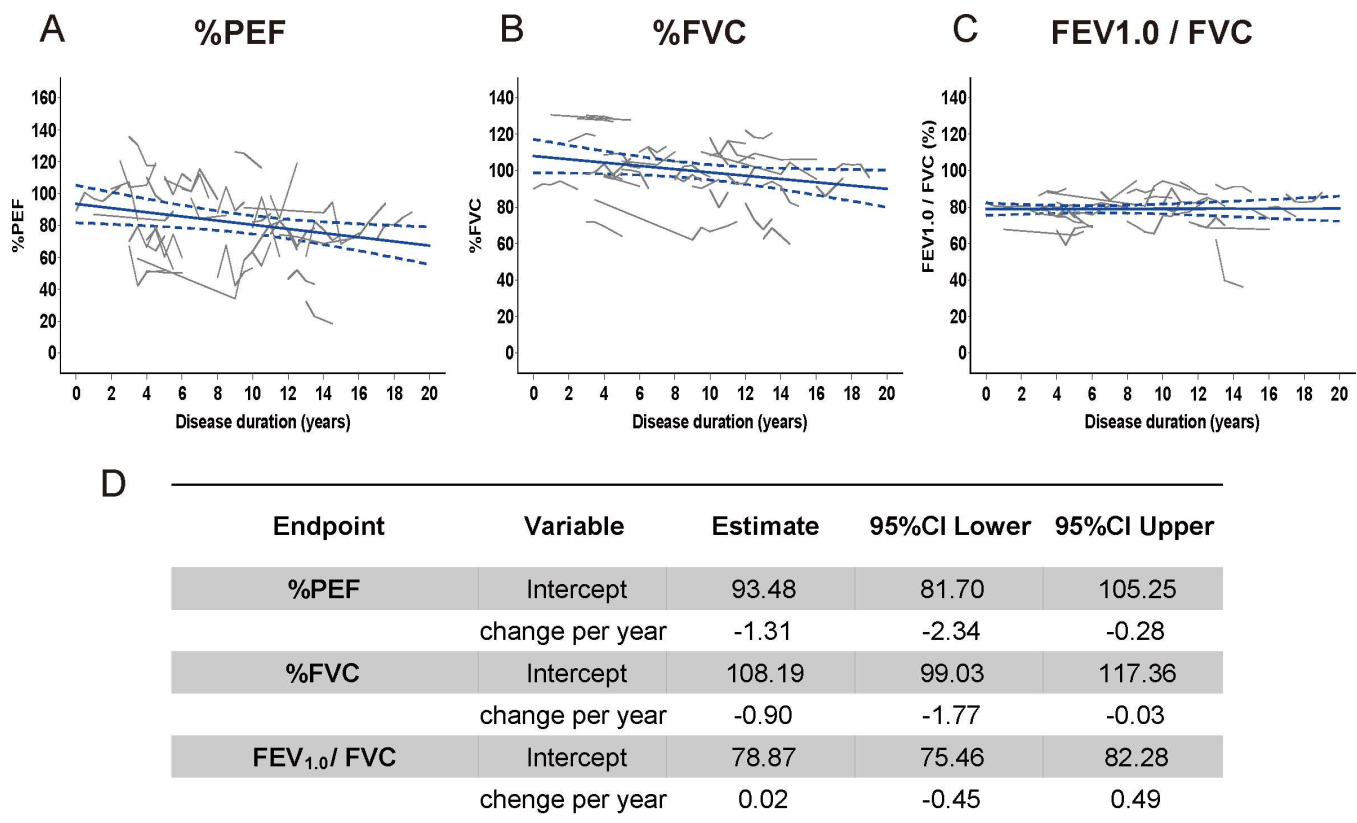 A
%PEF
%PEF
160
140
120
100
80
60
40
20
0
0 2 4 6 8 10 12 14 16 18 20
Disease duration (years)
B
%FVC
%FVC
140
120
100
80
60
40
20
0
0 2 4 6 8 10 12 14 16 18 20
Disease duration (years)
C
FEV1.0 / FVC
FEV1.0 / FVC (%)
140
120
100
80
60
40
20
0
0 2 4 6 8 10 12 14 16 18 20
Disease duration (years)
D
Endpoint Variable Estimate 95%CI Lower 95%CI Upper
%PEF Intercept 93.48 81.70 105.25
change per year -1.31 -2.34 -0.28
%FVC Intercept 108.19 99.03 117.36
change per year -0.90 -1.77 -0.03
FEV1.0/ FVC Intercept 78.87 75.46 82.28
chenge per year 0.02 -0.45 0.49